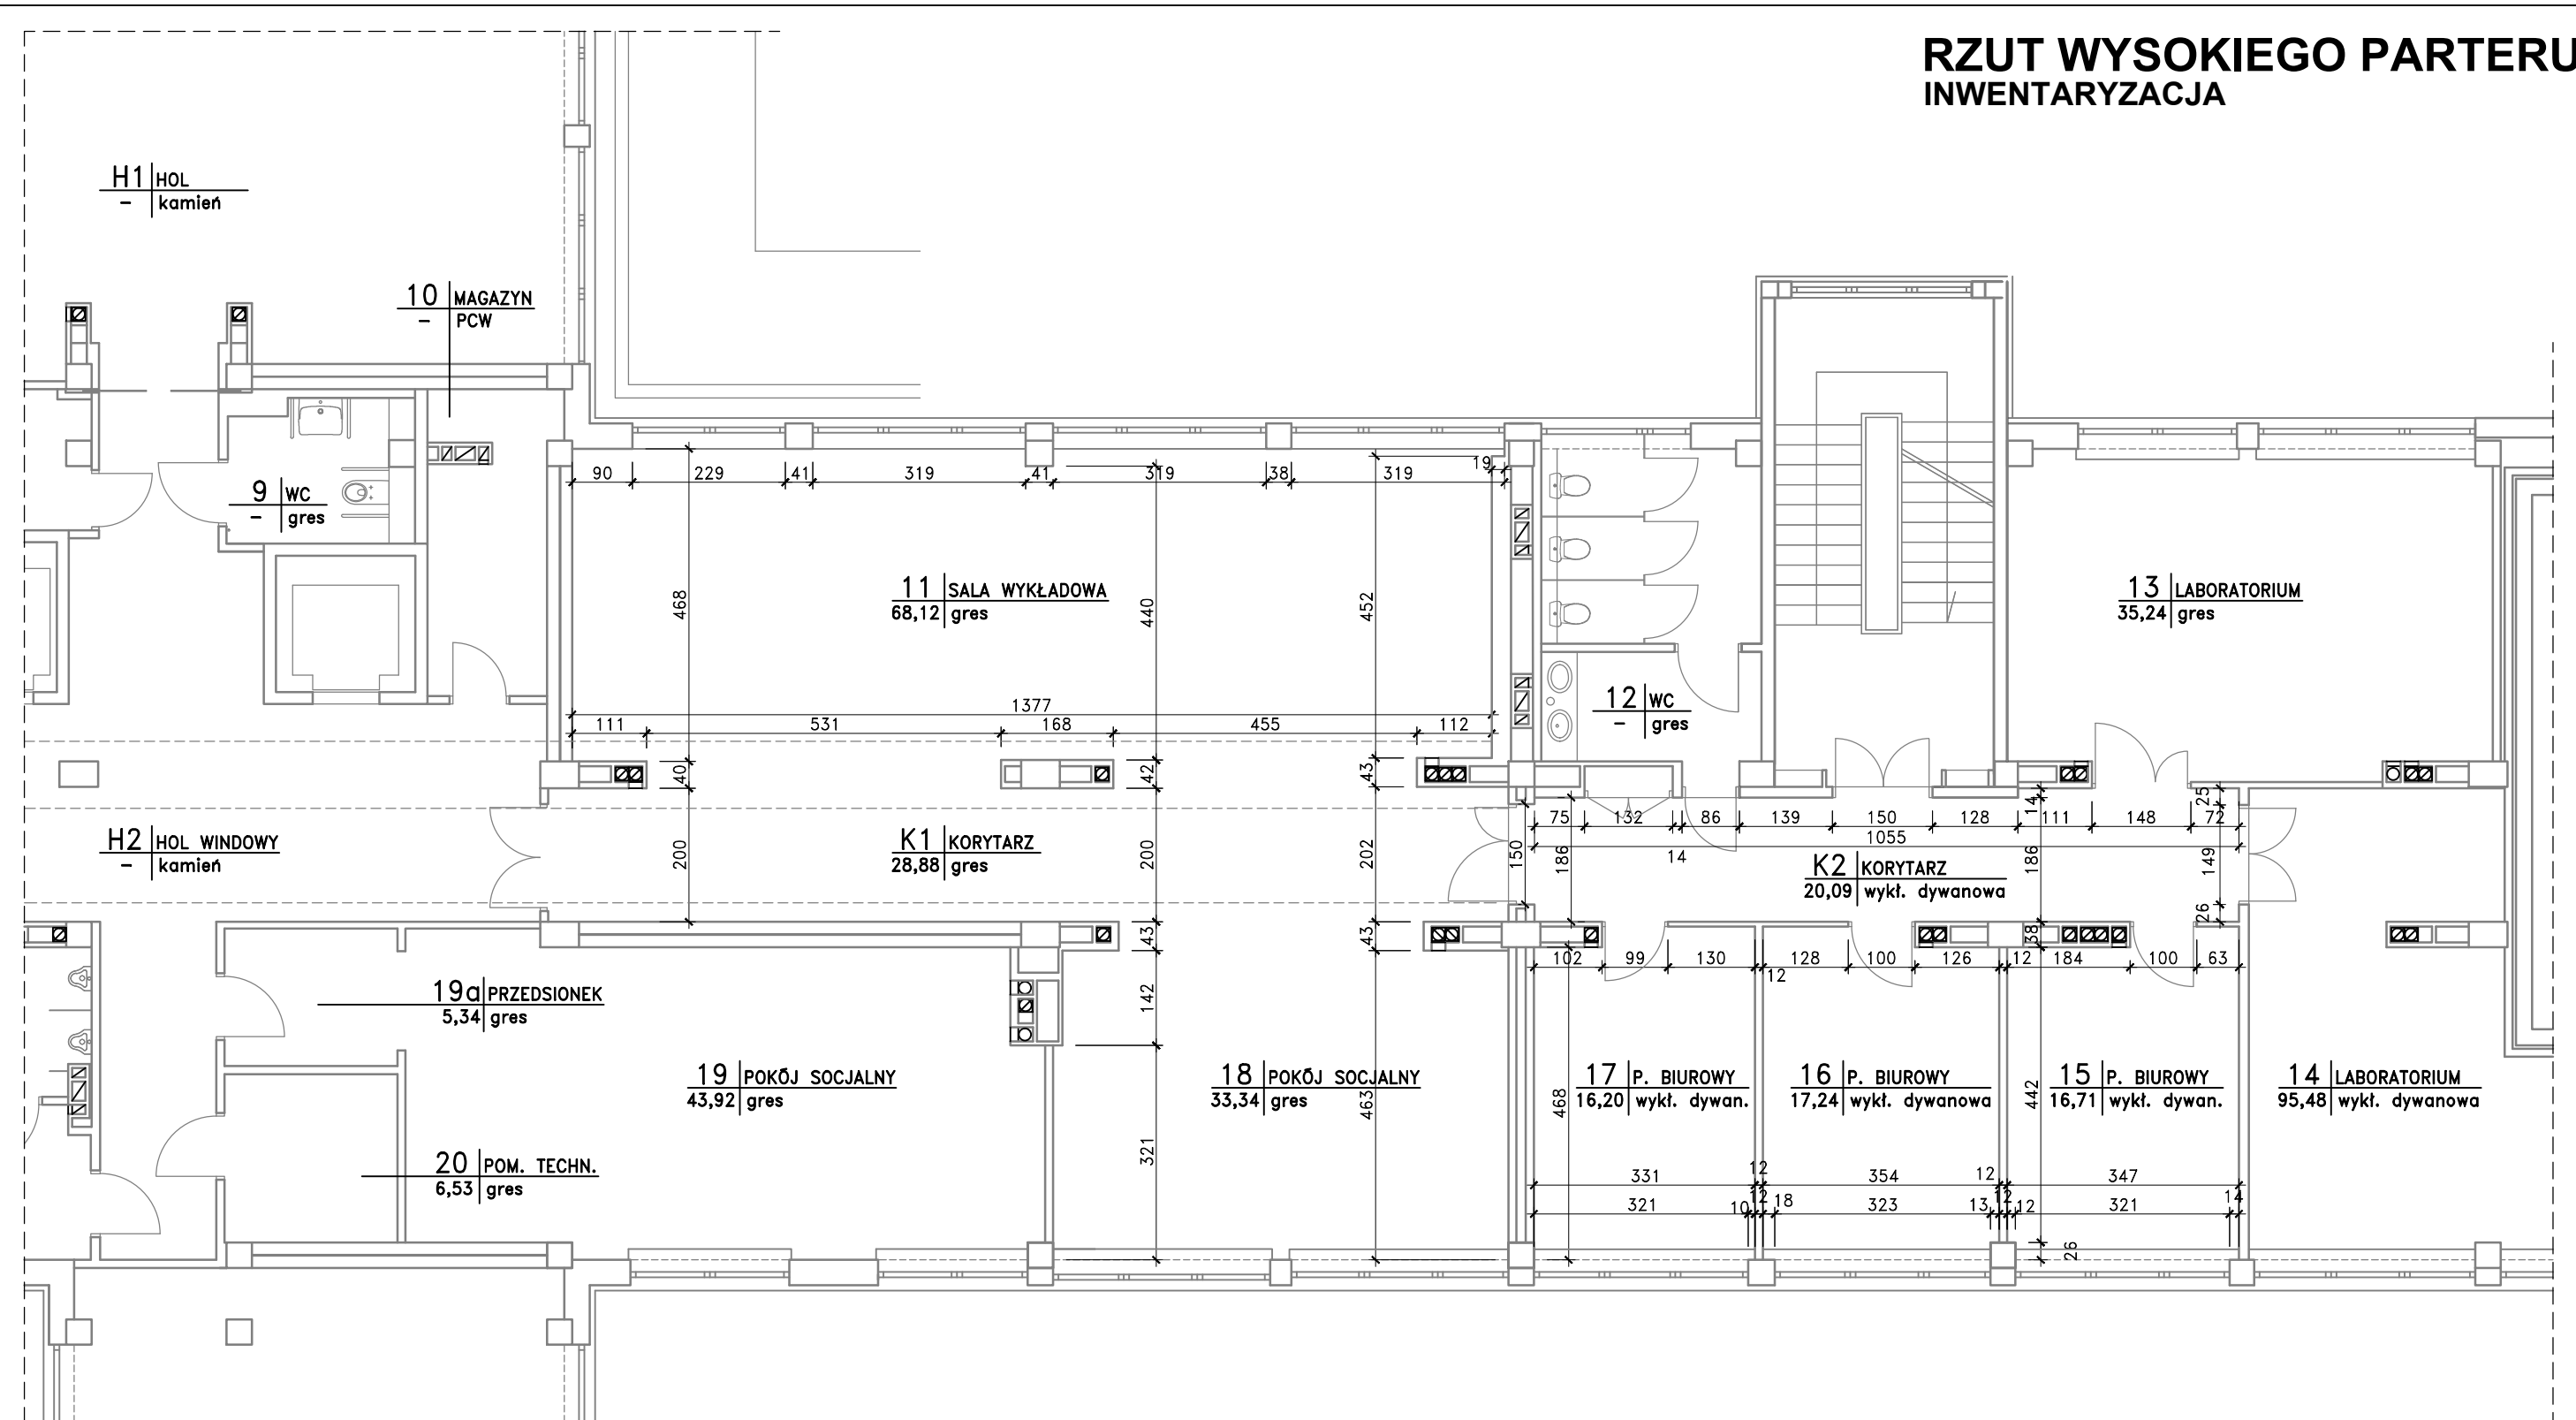 RZUT WYSOKIEGO PARTERU
INWENTARYZACJA
H1 HOL
– kamień
10 MAGAZYN
– PCW
9 WC
– gres
90 229 41 319 41 319 38 319 19
468
440
452
11 SALA WYKŁADOWA
68,12 gres
13 LABORATORIUM
35,24 gres
12 WC
– gres
1377
111 531 168 455 112
40 42 43
H2 HOL WINDOWY
– kamień
K1 KORYTARZ
28,88 gres
200 200 202 150 186
75 132 86 139 150 128 14 111 148 72 25
1055
14
186 149
K2 KORYTARZ
20,09 wykł. dywanowa
43 43 38 26
102 99 130 128 100 126 12 184 100 63
12
142
19a PRZEDSIONEK
5,34 gres
19 POKÓJ SOCJALNY
43,92 gres
18 POKÓJ SOCJALNY
33,34 gres
463
468
442
17 P. BIUROWY
16,20 wykł. dywan.
16 P. BIUROWY
17,24 wykł. dywanowa
15 P. BIUROWY
16,71 wykł. dywan.
14 LABORATORIUM
95,48 wykł. dywanowa
321
20 POM. TECHN.
6,53 gres
331 12 354 12 347
321 10 12 18 323 13 12 12 321 14
26